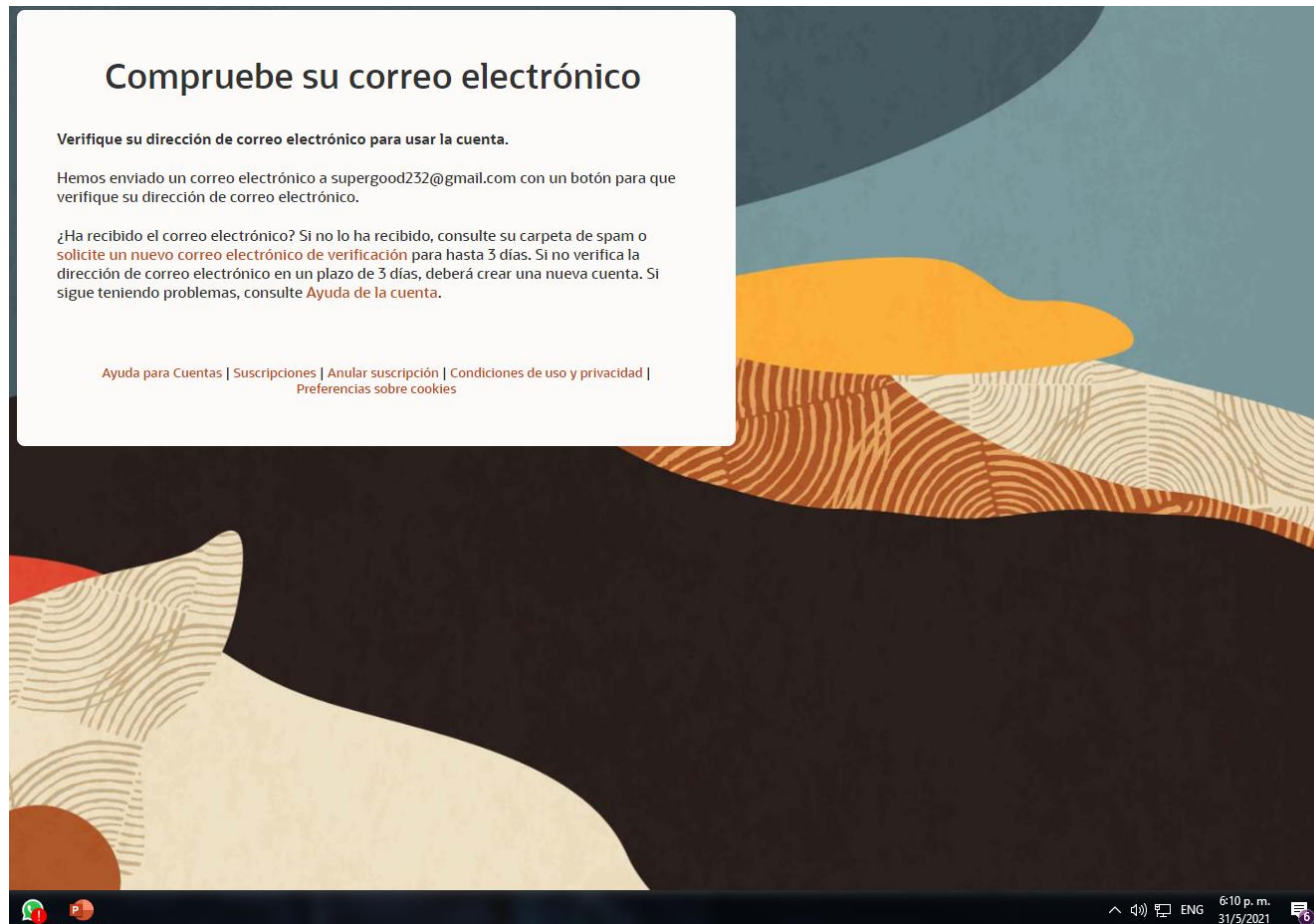 Compruebe su correo electrónico
Verifique su dirección de correo electrónico para usar la cuenta.
Hemos enviado un correo electrónico a supergood232@gmail.com con un botón para que
verifique su dirección de correo electrónico.
¿Ha recibido el correo electrónico? Si no lo ha recibido, consulte su carpeta de spam o
solicite un nuevo correo electrónico de verificación para hasta 3 días. Si no verifica la
dirección de correo electrónico en un plazo de 3 días, deberá crear una nueva cuenta. Si
sigue teniendo problemas, consulte Ayuda de la cuenta.
Ayuda para Cuentas | Suscripciones | Anular suscripción | Condiciones de uso y privacidad |
Preferencias sobre cookies
ENG
6:10 p. m.
31/5/2021
6